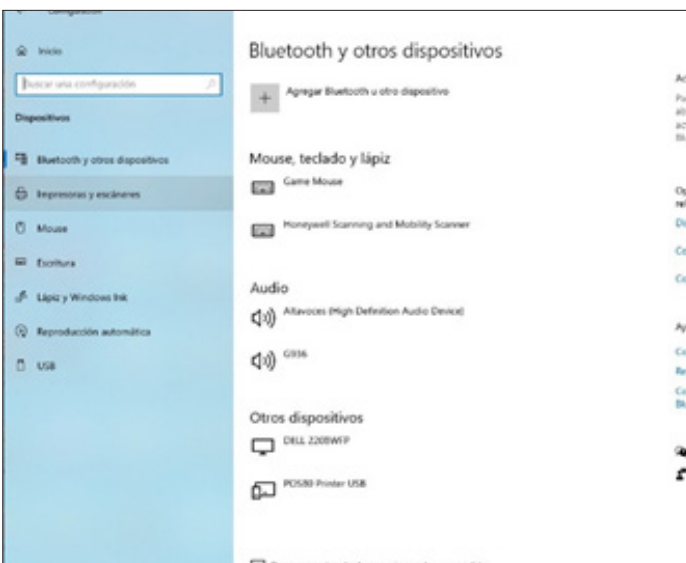 Configuración
Inicio
Buscar una configuración
Dispositivos
Bluetooth y otros dispositivos
Impresoras y escáneres
Mouse
Escritura
Lápiz y Windows Ink
Reproducción automática
USB
Bluetooth y otros dispositivos
Agregar Bluetooth u otro dispositivo
Mouse, teclado y lápiz
Game Mouse
Honeywell Scanning and Mobility Scanner
Audio
Altavoces (High Definition Audio Device)
G936
Otros dispositivos
DELL 2208WFP
POS80 Printer USB